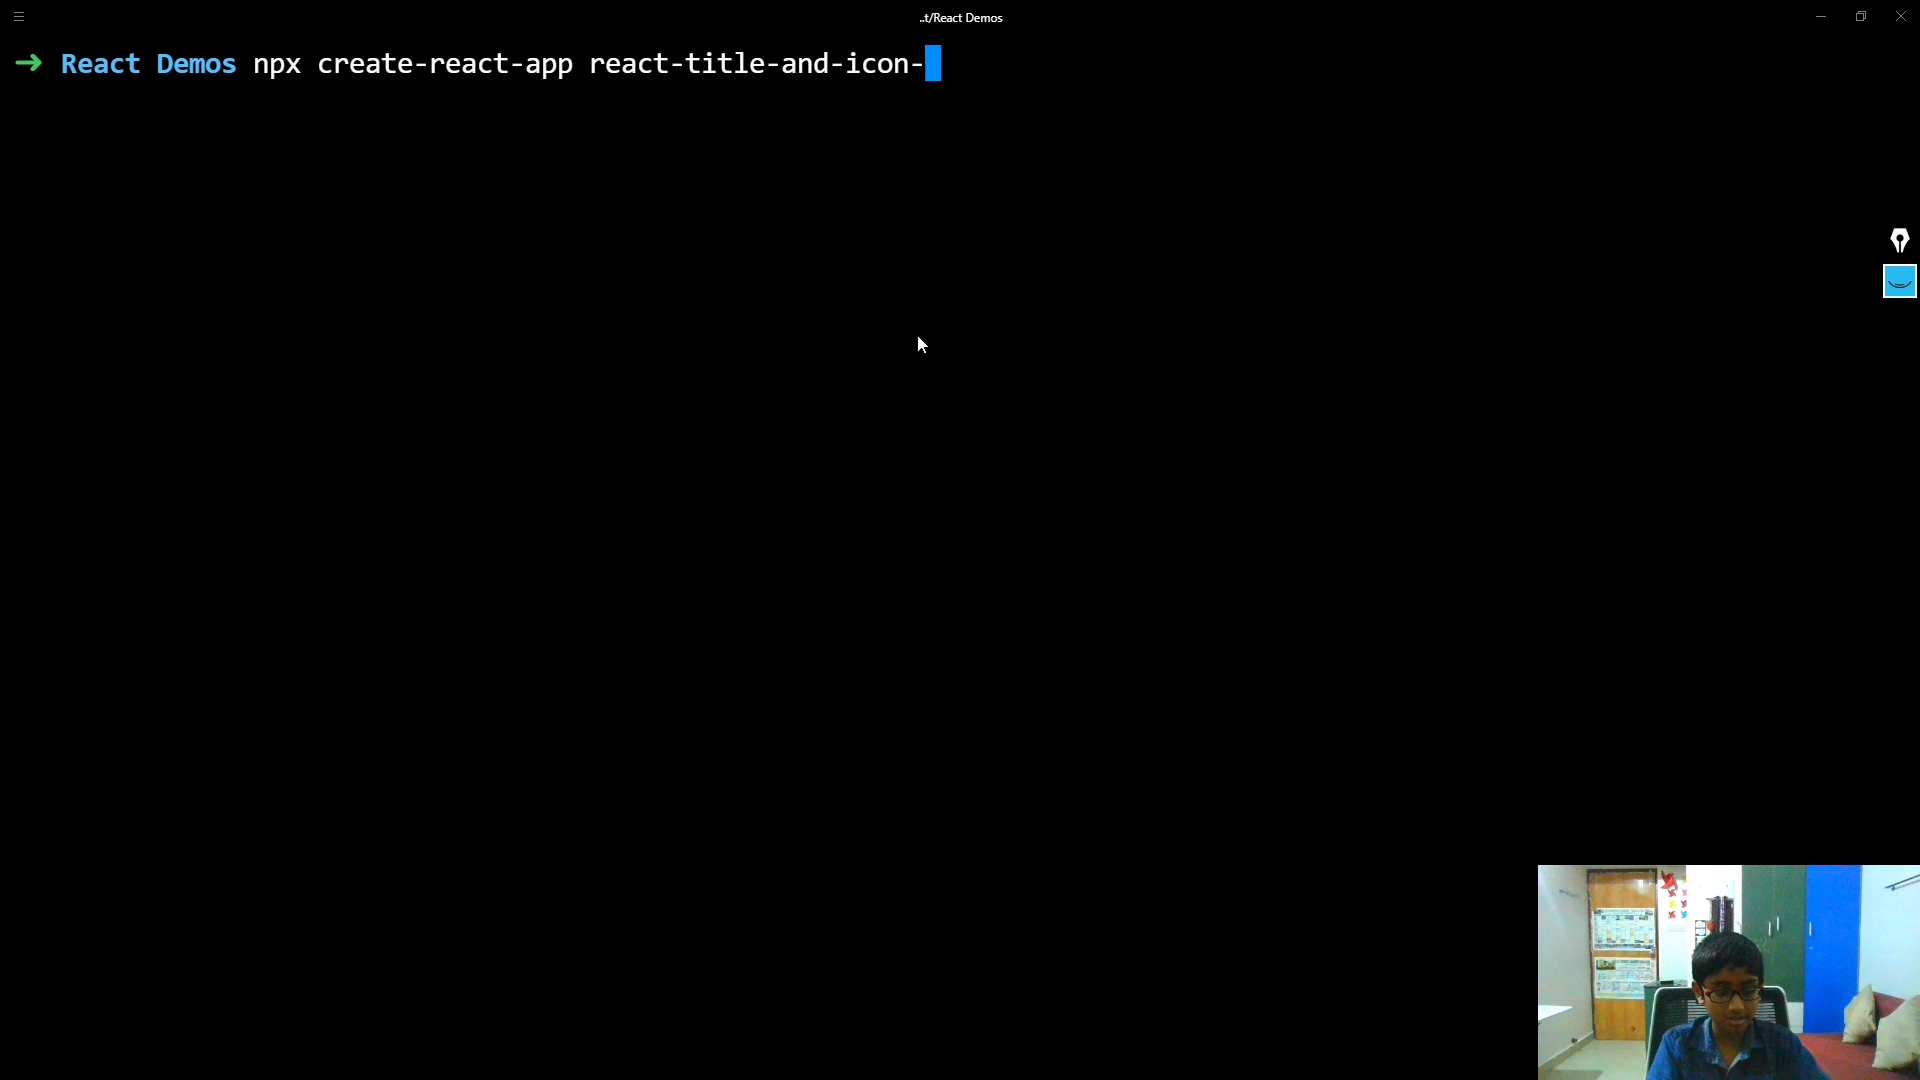 ..t/React Demos
➜ React Demos npx create-react-app react-title-and-icon-